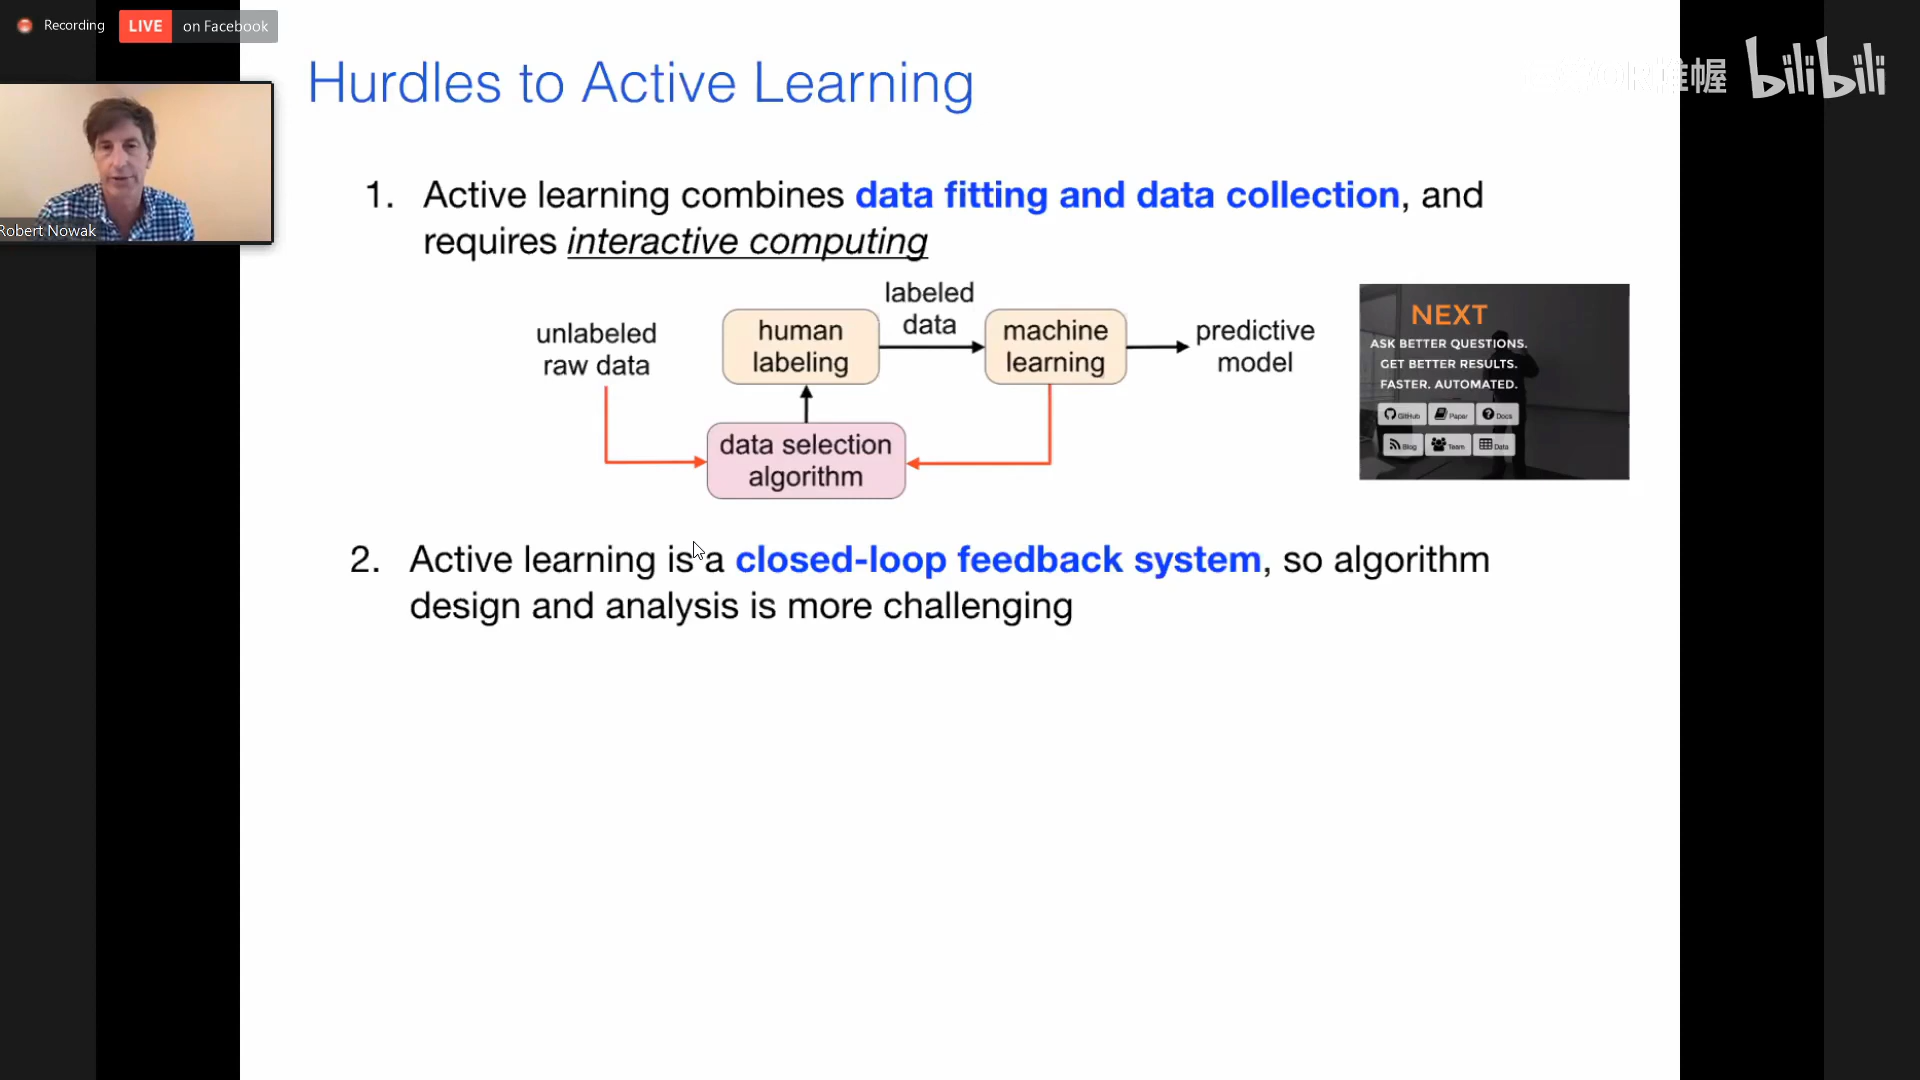 Recording
LIVE on Facebook
bilibili
Hurdles to Active Learning
Robert Nowak
1. Active learning combines data fitting and data collection, and
requires interactive computing
unlabeled
raw data
human
labeling
labeled
data
machine
learning
predictive
model
data selection
algorithm
NEXT
ASK BETTER QUESTIONS.
GET BETTER RESULTS.
FASTER. AUTOMATED.
GitHub Paper Docs
Blog Team Data
2. Active learning is a closed-loop feedback system, so algorithm
design and analysis is more challenging